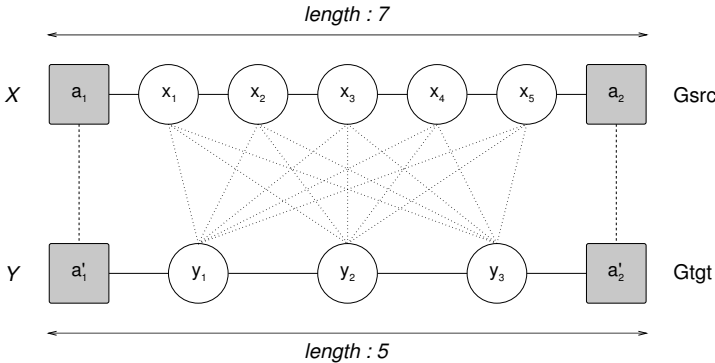 length : 7
X a₁ x₁ x₂ x₃ x₄ x₅ a₂ Gsrc
Y a'₁ y₁ y₂ y₃ a'₂ Gtgt
length : 5